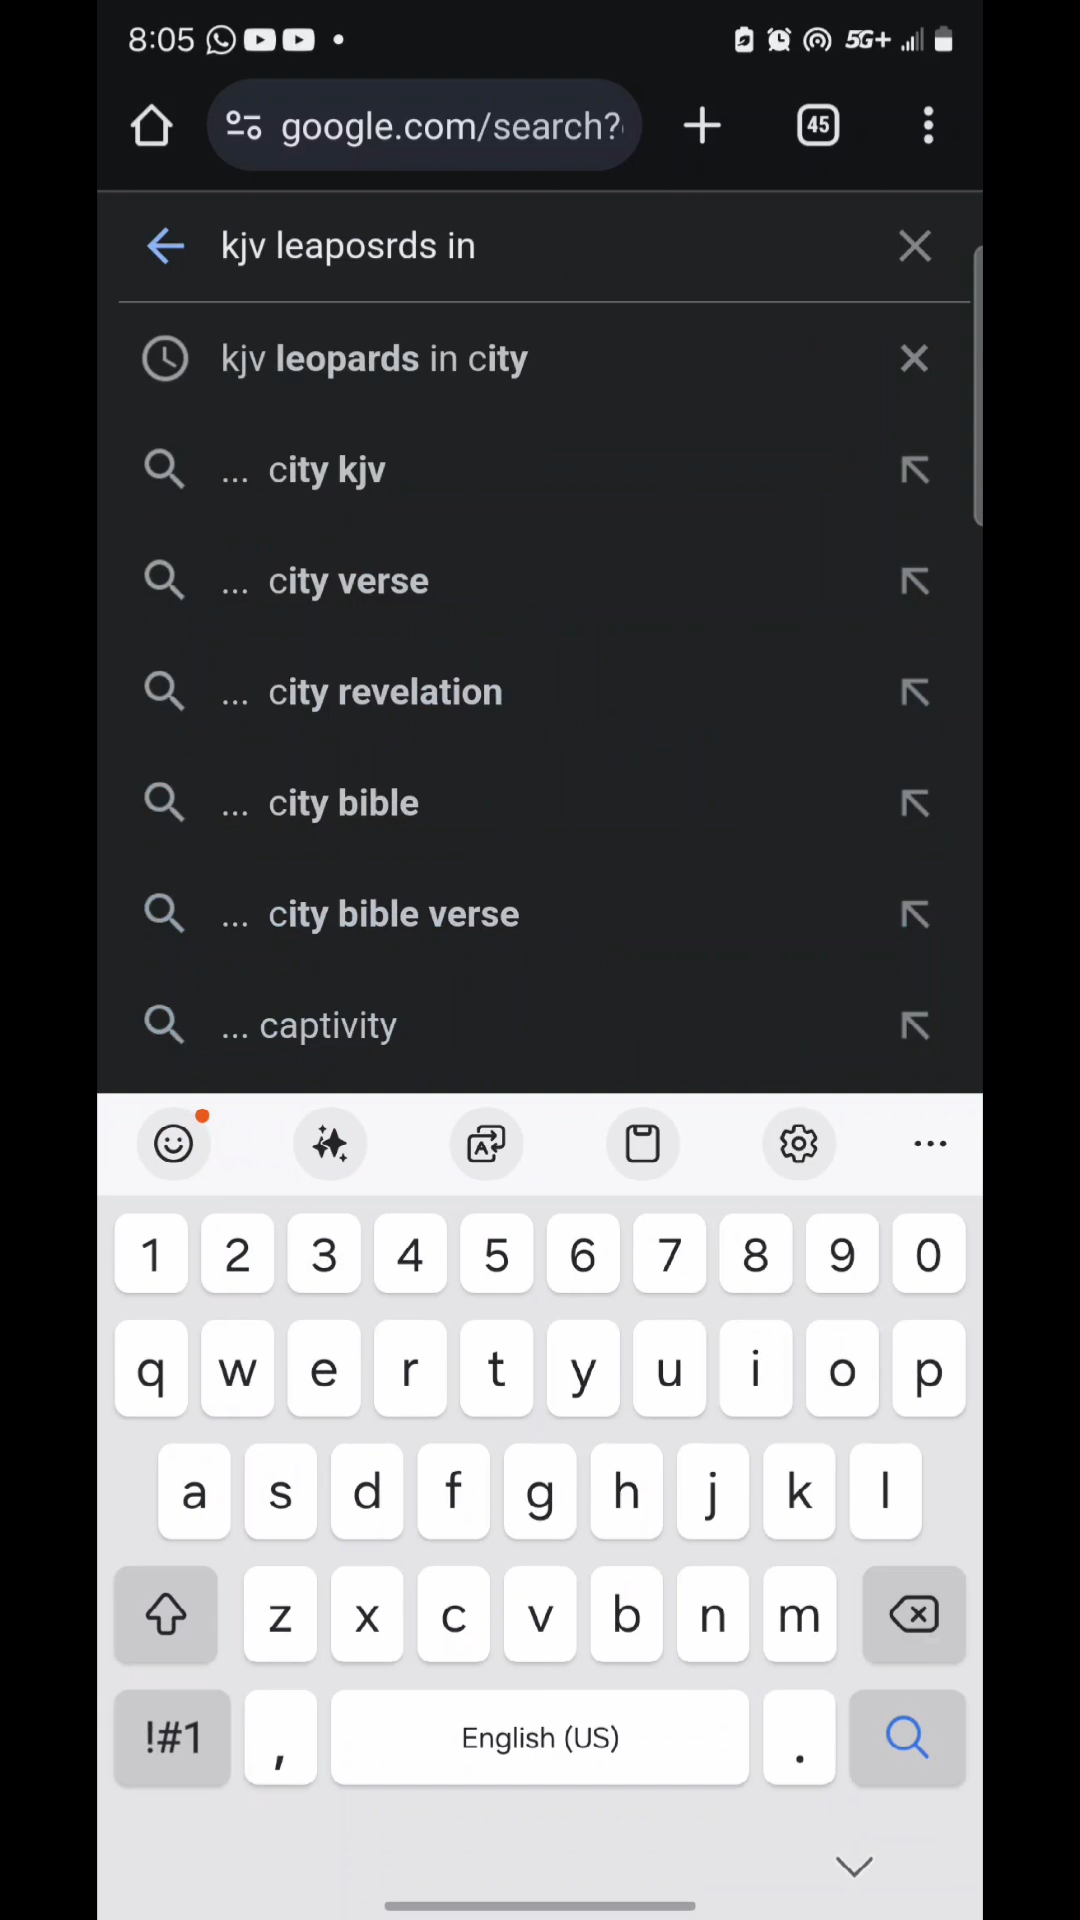 8:05 5G+
google.com/search?
45
kjv leaposrds in
kjv leopards in city
... city kjv
... city verse
... city revelation
... city bible
... city bible verse
... captivity
1 2 3 4 5 6 7 8 9 0
q w e r t y u i o p
a s d f g h j k l
z x c v b n m
!#1 , English (US) .